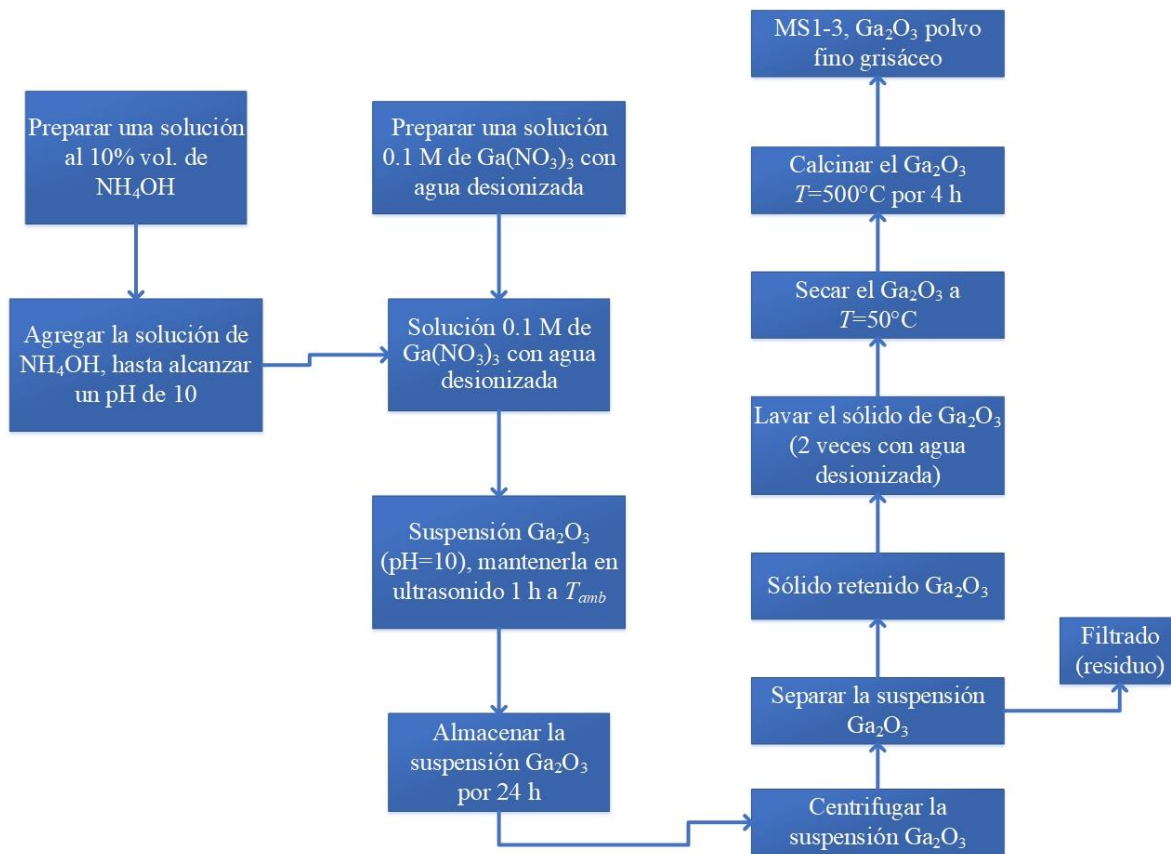 Preparar una solución
al 10% vol. de
NH₄OH
Preparar una solución
0.1 M de Ga(NO₃)₃ con
agua desionizada
Agregar la solución de
NH₄OH, hasta alcanzar
un pH de 10
Solución 0.1 M de
Ga(NO₃)₃ con agua
desionizada
Suspensión Ga₂O₃
(pH=10), mantenerla en
ultrasonido 1 h a Tamb
Almacenar la
suspensión Ga₂O₃
por 24 h
Centrifugar la
suspensión Ga₂O₃
Separar la suspensión
Ga₂O₃
Filtrado
(residuo)
Sólido retenido Ga₂O₃
Lavar el sólido de Ga₂O₃
(2 veces con agua
desionizada)
Secar el Ga₂O₃ a
T=50°C
Calcinar el Ga₂O₃
T=500°C por 4 h
MS1-3, Ga₂O₃ polvo
fino grisáceo